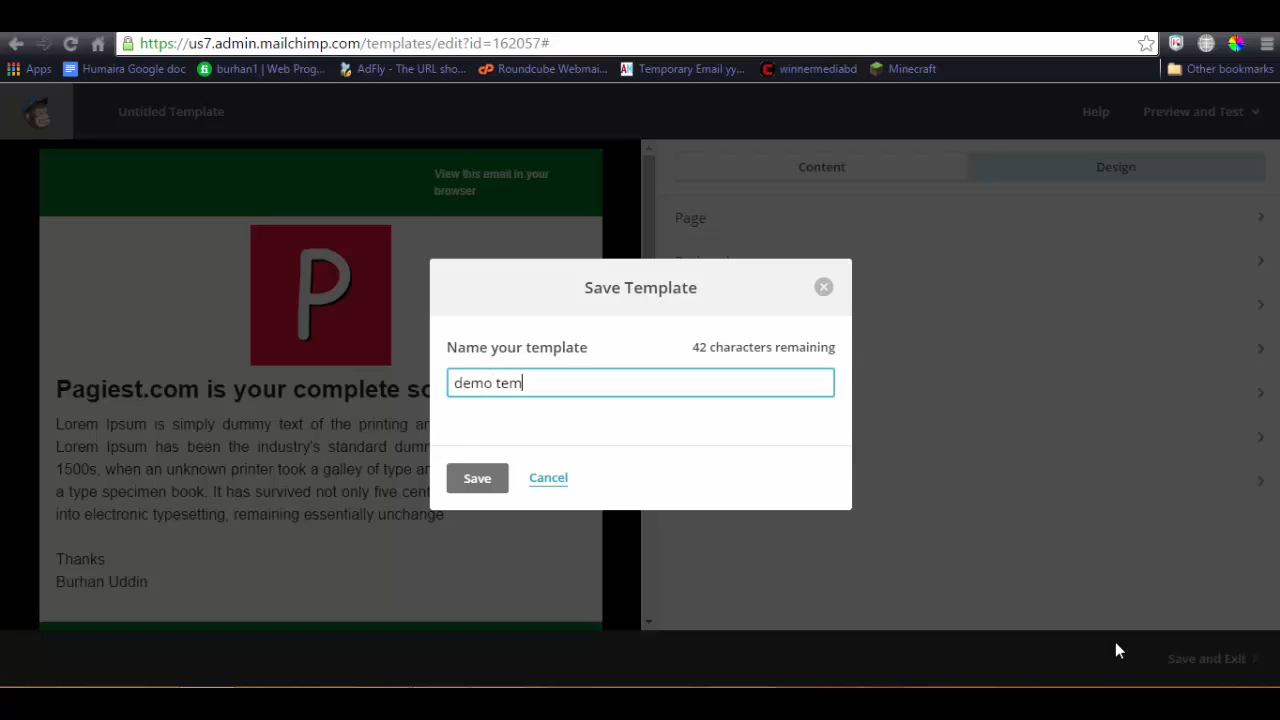 https://us7.admin.mailchimp.com/templates/edit?id=162057#
Apps Humaira Google doc burhan1 | Web Prog... AdFly - The URL sho... Roundcube Webmai... Temporary Email yy... winnermediabd Minecraft Other bookmarks
Untitled Template Help Preview and Test
View this email in your
browser
Content Design
Page
P
Save Template
Name your template 42 characters remaining
demo tem
Save Cancel
Pagiest.com is your complete so
Lorem Ipsum is simply dummy text of the printing an
Lorem Ipsum has been the industry's standard dumm
1500s, when an unknown printer took a galley of type an
a type specimen book. It has survived not only five cent
into electronic typesetting, remaining essentially unchange
Thanks
Burhan Uddin
Save and Exit